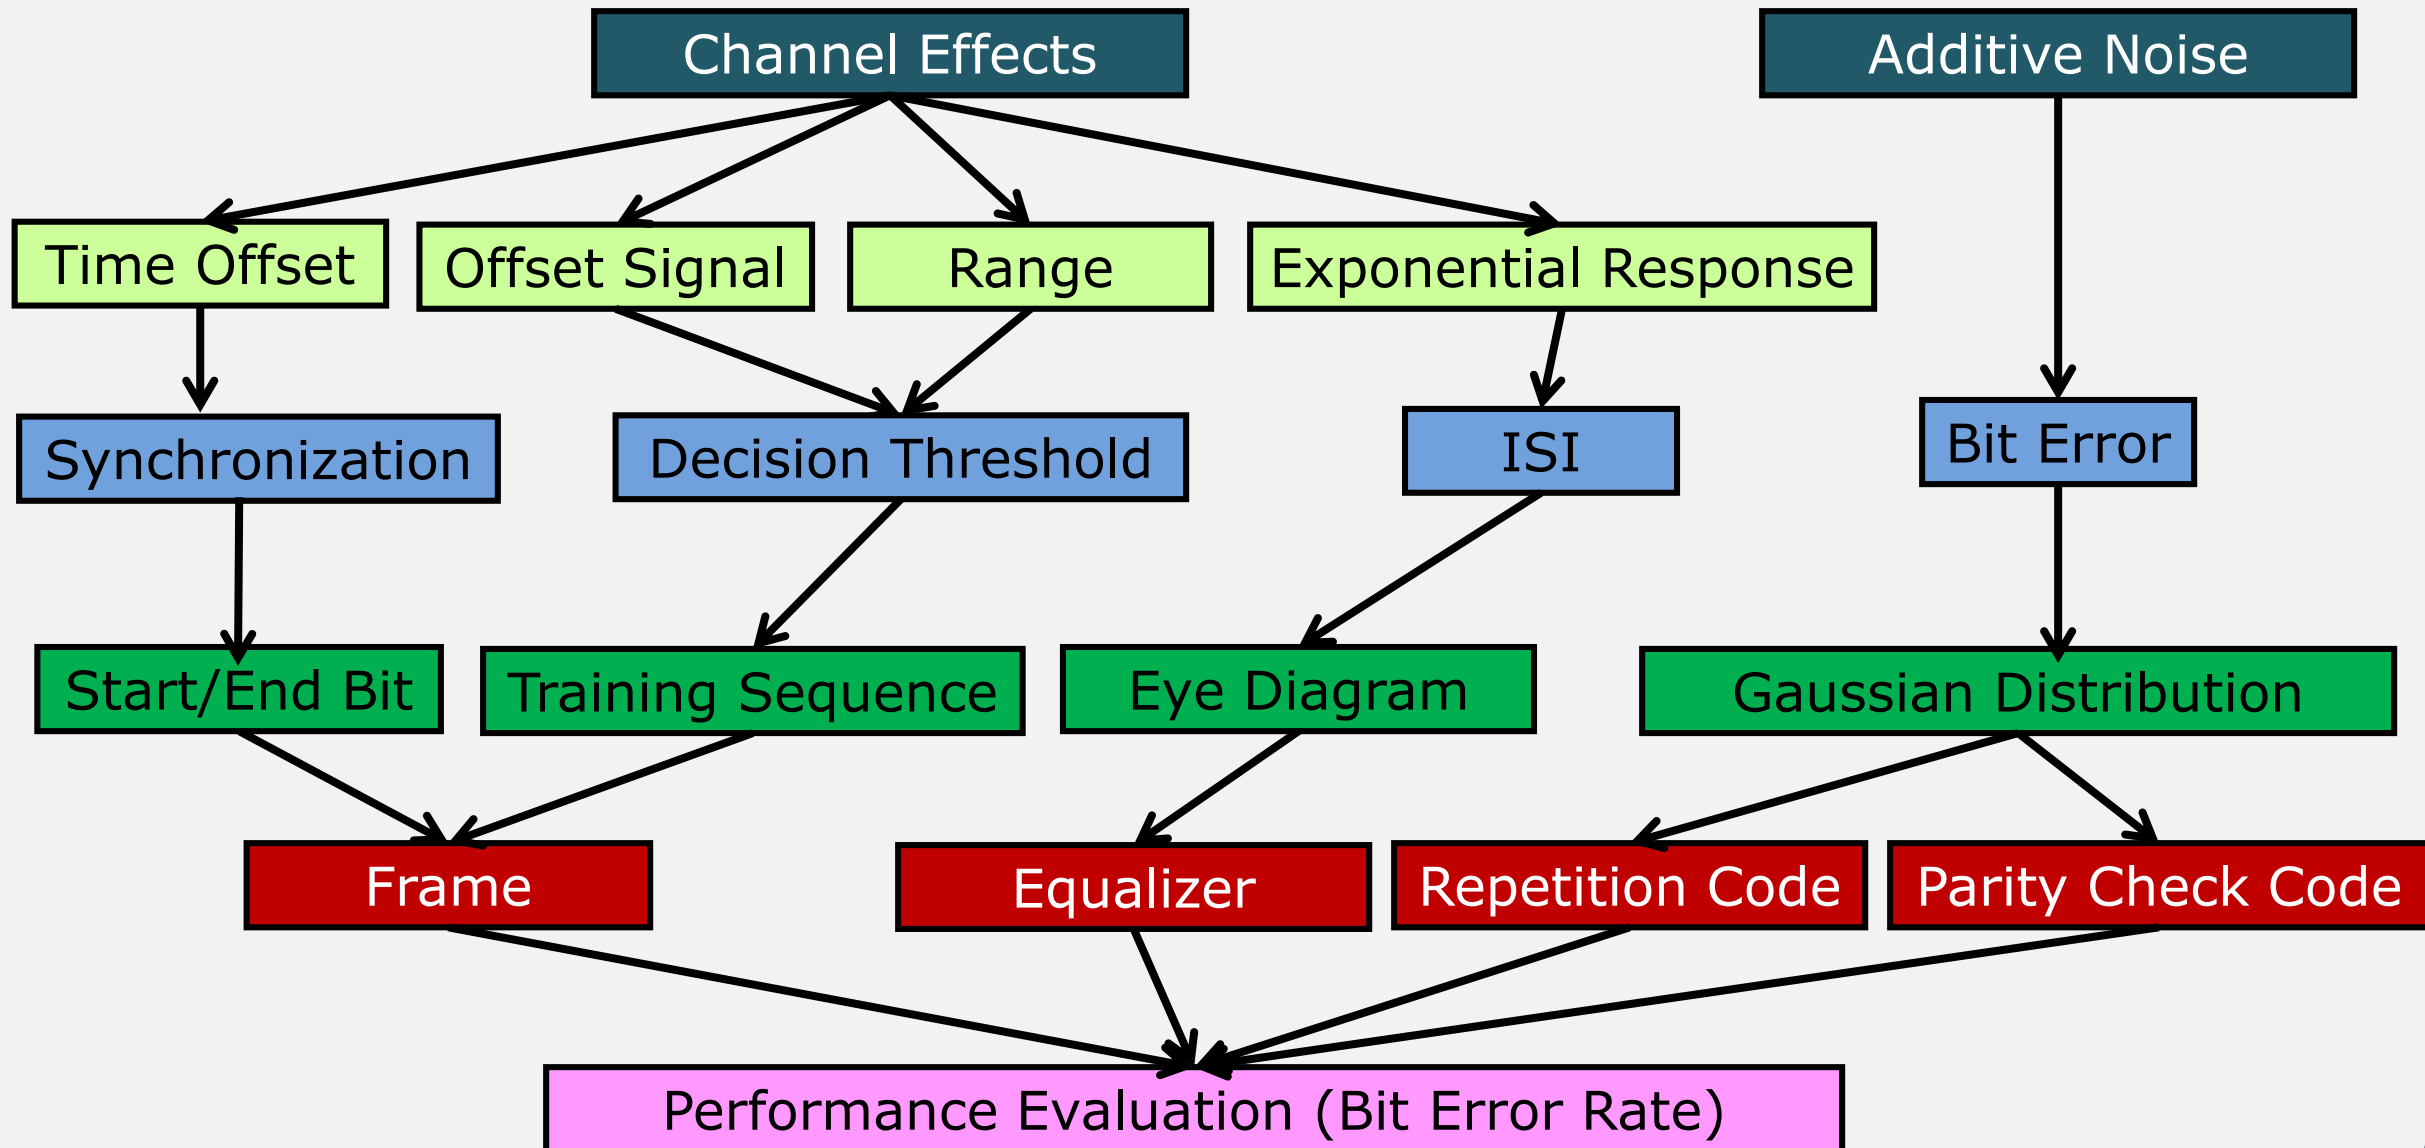 Channel Effects
Additive Noise
Time Offset
Offset Signal
Range
Exponential Response
Synchronization
Decision Threshold
ISI
Bit Error
Start/End Bit
Training Sequence
Eye Diagram
Gaussian Distribution
Frame
Equalizer
Repetition Code
Parity Check Code
Performance Evaluation (Bit Error Rate)